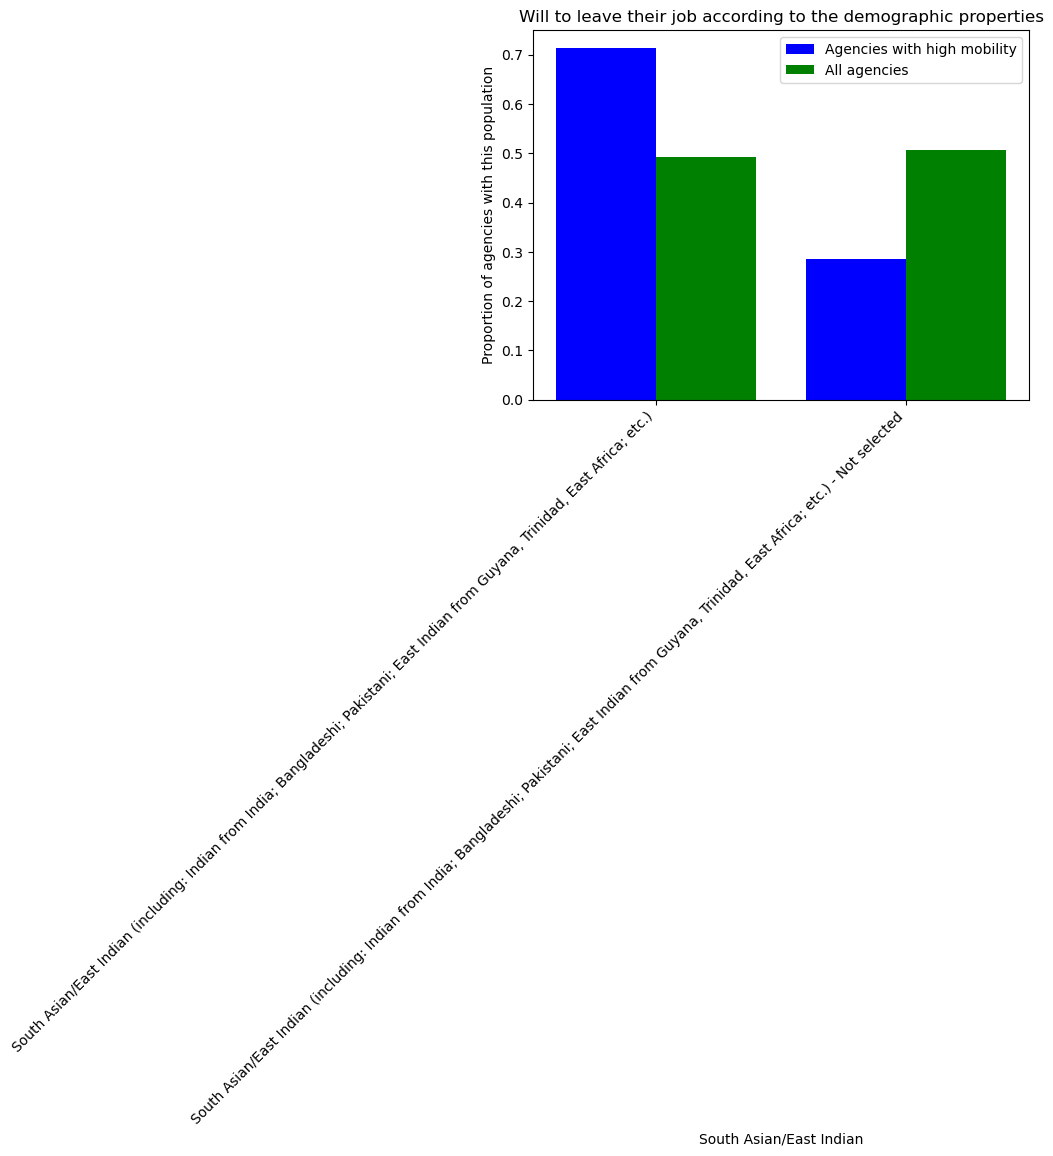 Will to leave their job according to the demographic properties
Agencies with high mobility
All agencies
Proportion of agencies with this population
0.7
0.6
0.5
0.4
0.3
0.2
0.1
0.0
South Asian/East Indian (including: Indian from India; Bangladeshi; Pakistani; East Indian from Guyana, Trinidad, East Africa; etc.)
South Asian/East Indian (including: Indian from India; Bangladeshi; Pakistani; East Indian from Guyana, Trinidad, East Africa; etc.) - Not selected
South Asian/East Indian